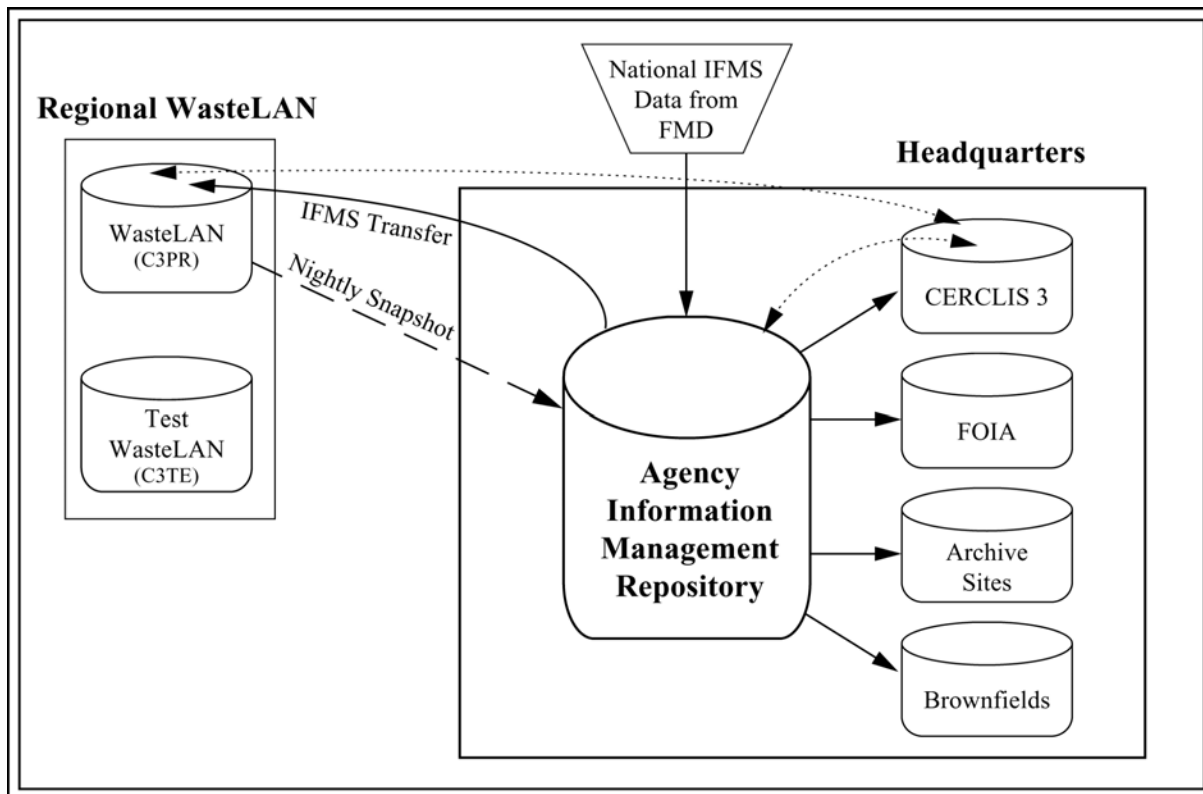 National IFMS
Data from
FMD
Regional WasteLAN
Headquarters
WasteLAN
(C3PR)
IFMS Transfer
Nightly Snapshot
CERCLIS 3
Test
WasteLAN
(C3TE)
FOIA
Agency
Information
Management
Repository
Archive
Sites
Brownfields